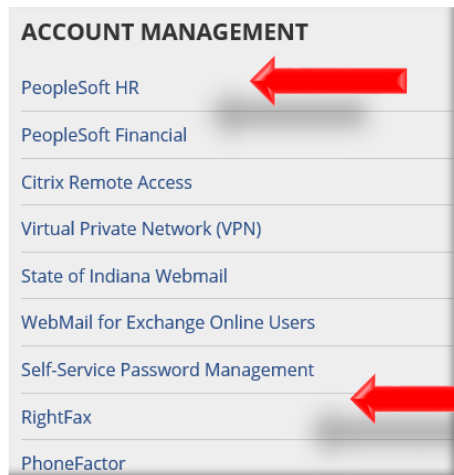 ACCOUNT MANAGEMENT
PeopleSoft HR
PeopleSoft Financial
Citrix Remote Access
Virtual Private Network (VPN)
State of Indiana Webmail
WebMail for Exchange Online Users
Self-Service Password Management
RightFax
PhoneFactor